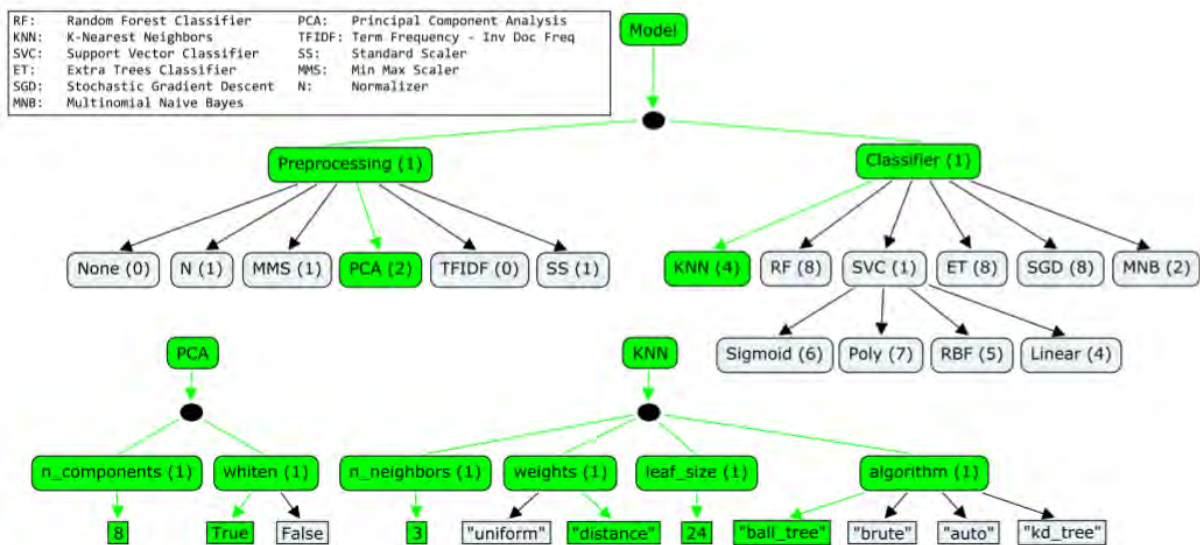 RF: Random Forest Classifier PCA: Principal Component Analysis
KNN: K-Nearest Neighbors TFIDF: Term Frequency - Inv Doc Freq
SVC: Support Vector Classifier SS: Standard Scaler
ET: Extra Trees Classifier MMS: Min Max Scaler
SGD: Stochastic Gradient Descent N: Normalizer
MNB: Multinomial Naive Bayes
Model
Preprocessing (1) Classifier (1)
None (0) N (1) MMS (1) PCA (2) TFIDF (0) SS (1) KNN (4) RF (8) SVC (1) ET (8) SGD (8) MNB (2)
Sigmoid (6) Poly (7) RBF (5) Linear (4)
PCA KNN
n_components (1) whiten (1) n_neighbors (1) weights (1) leaf_size (1) algorithm (1)
8 True False 3 "uniform" "distance" 24 "ball_tree" "brute" "auto" "kd_tree"